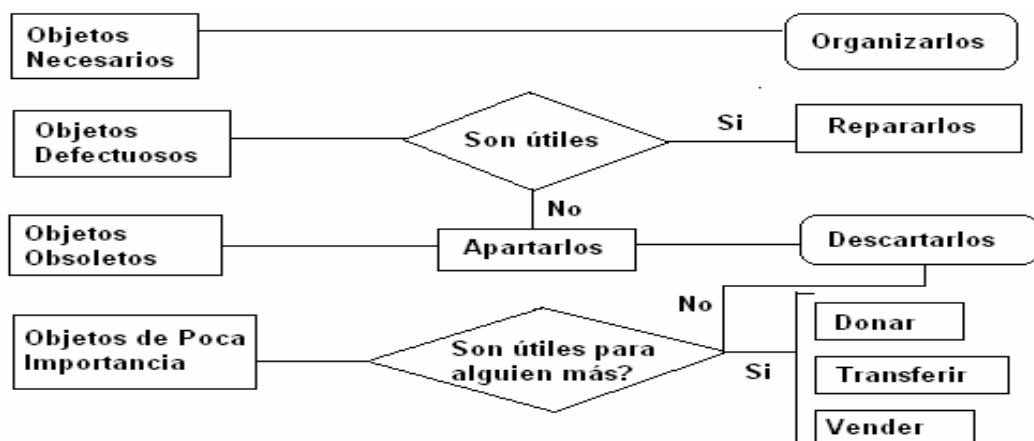 Objetos
Necesarios
Organizarlos
Objetos
Defectuosos
Son útiles
Si
Repararlos
No
Objetos
Obsoletos
Apartarlos
Descartarlos
No
Objetos de Poca
Importancia
Son útiles para
alguien más?
Si
Donar
Transferir
Vender